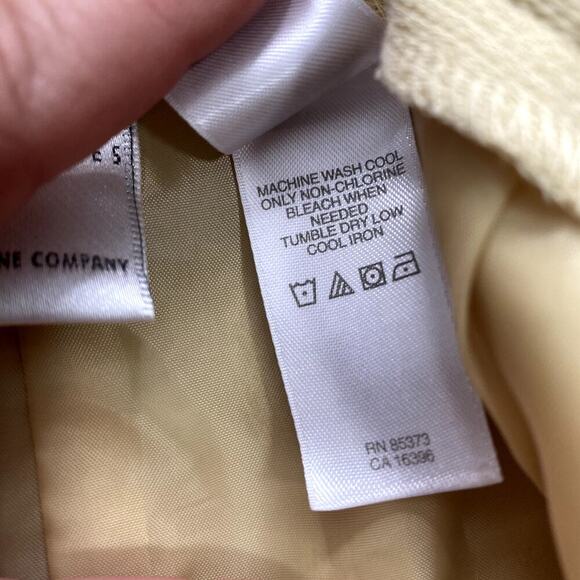 E 5
NE COMPANY
MACHINE WASH COOL
ONLY NON-CHLORINE
BLEACH WHEN
NEEDED
TUMBLE DRY LOW
COOL IRON
RN 85373
CA 16396